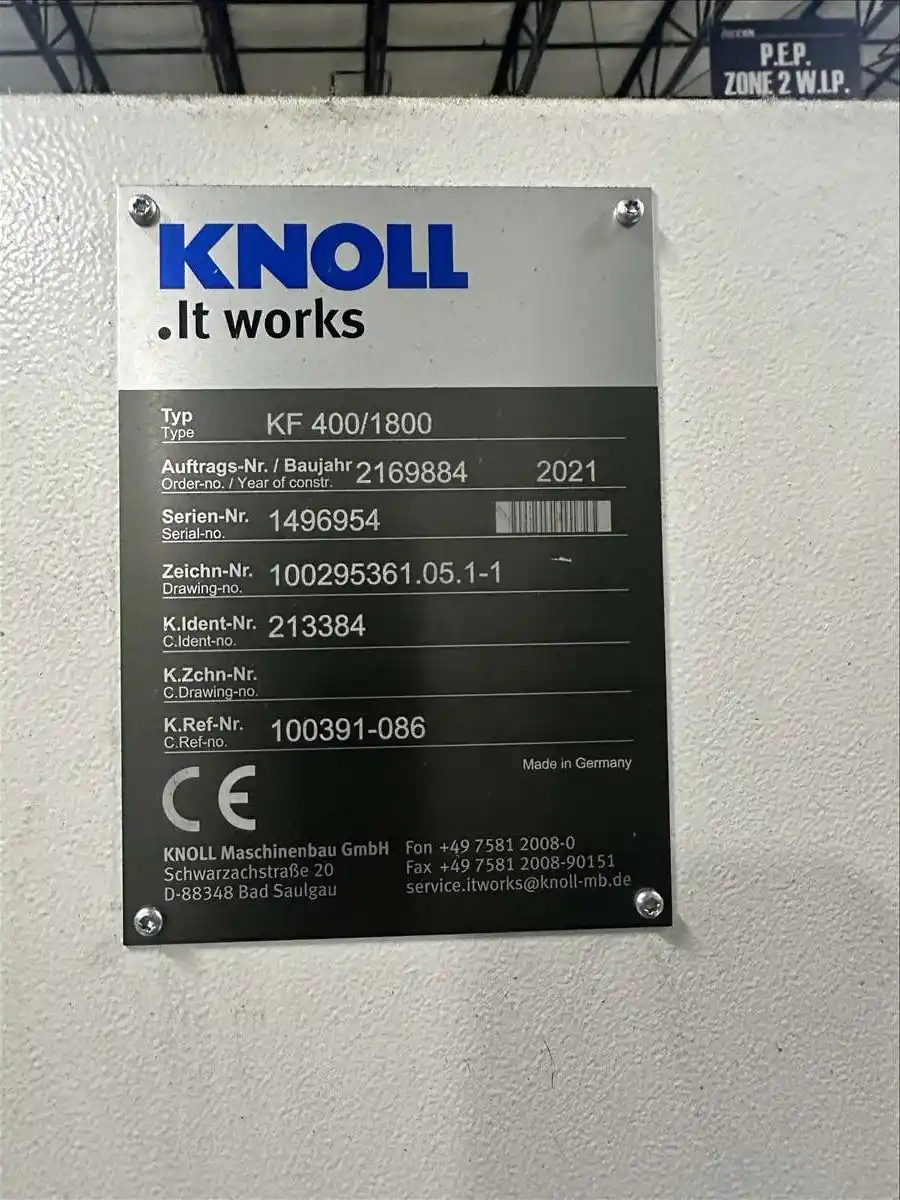 P.E.P.
ZONE 2 W.I.P.
KNOLL
.It works
Typ
Type
KF 400/1800
Auftrags-Nr. / Baujahr 2169884 2021
Order-no. / Year of constr.
Serien-Nr. 1496954
Serial-no.
Zeichn-Nr. 100295361.05.1-1
Drawing-no.
K.Ident-Nr. 213384
C.Ident-no.
K.Zchn-Nr.
C.Drawing-no.
K.Ref-Nr. 100391-086
C.Ref-no.
Made in Germany
CE
KNOLL Maschinenbau GmbH
Schwarzachstraße 20
D-88348 Bad Saulgau
Fon +49 7581 2008-0
Fax +49 7581 2008-90151
service.itworks@knoll-mb.de